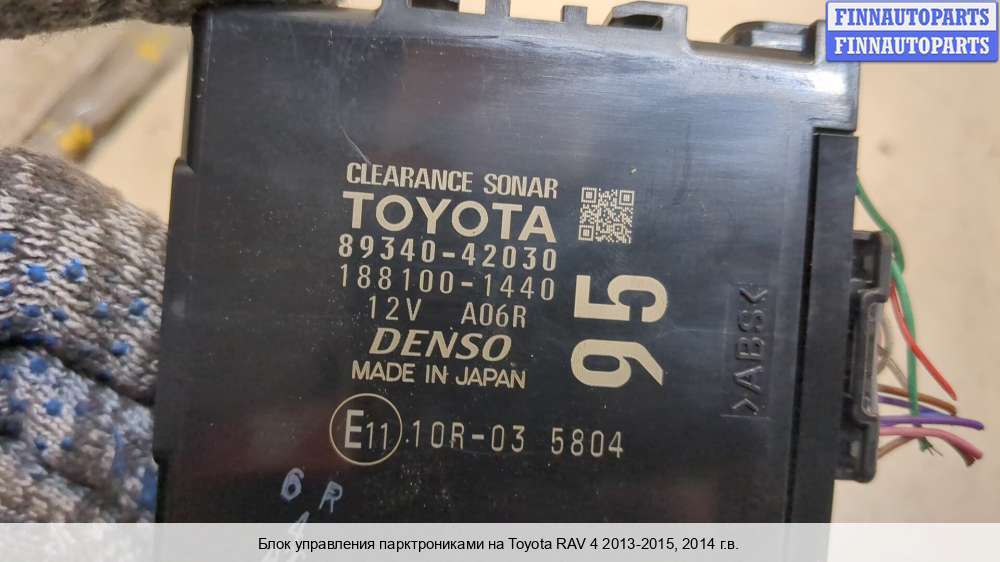 FINNAUTOPARTS
FINNAUTOPARTS
CLEARANCE SONAR
TOYOTA
89340-42030
188100-1440
12V A06R
DENSO
MADE IN JAPAN
95
>ABS<
E11 10R-03 5804
6 R
Блок управления парктрониками на Toyota RAV 4 2013-2015, 2014 г.в.